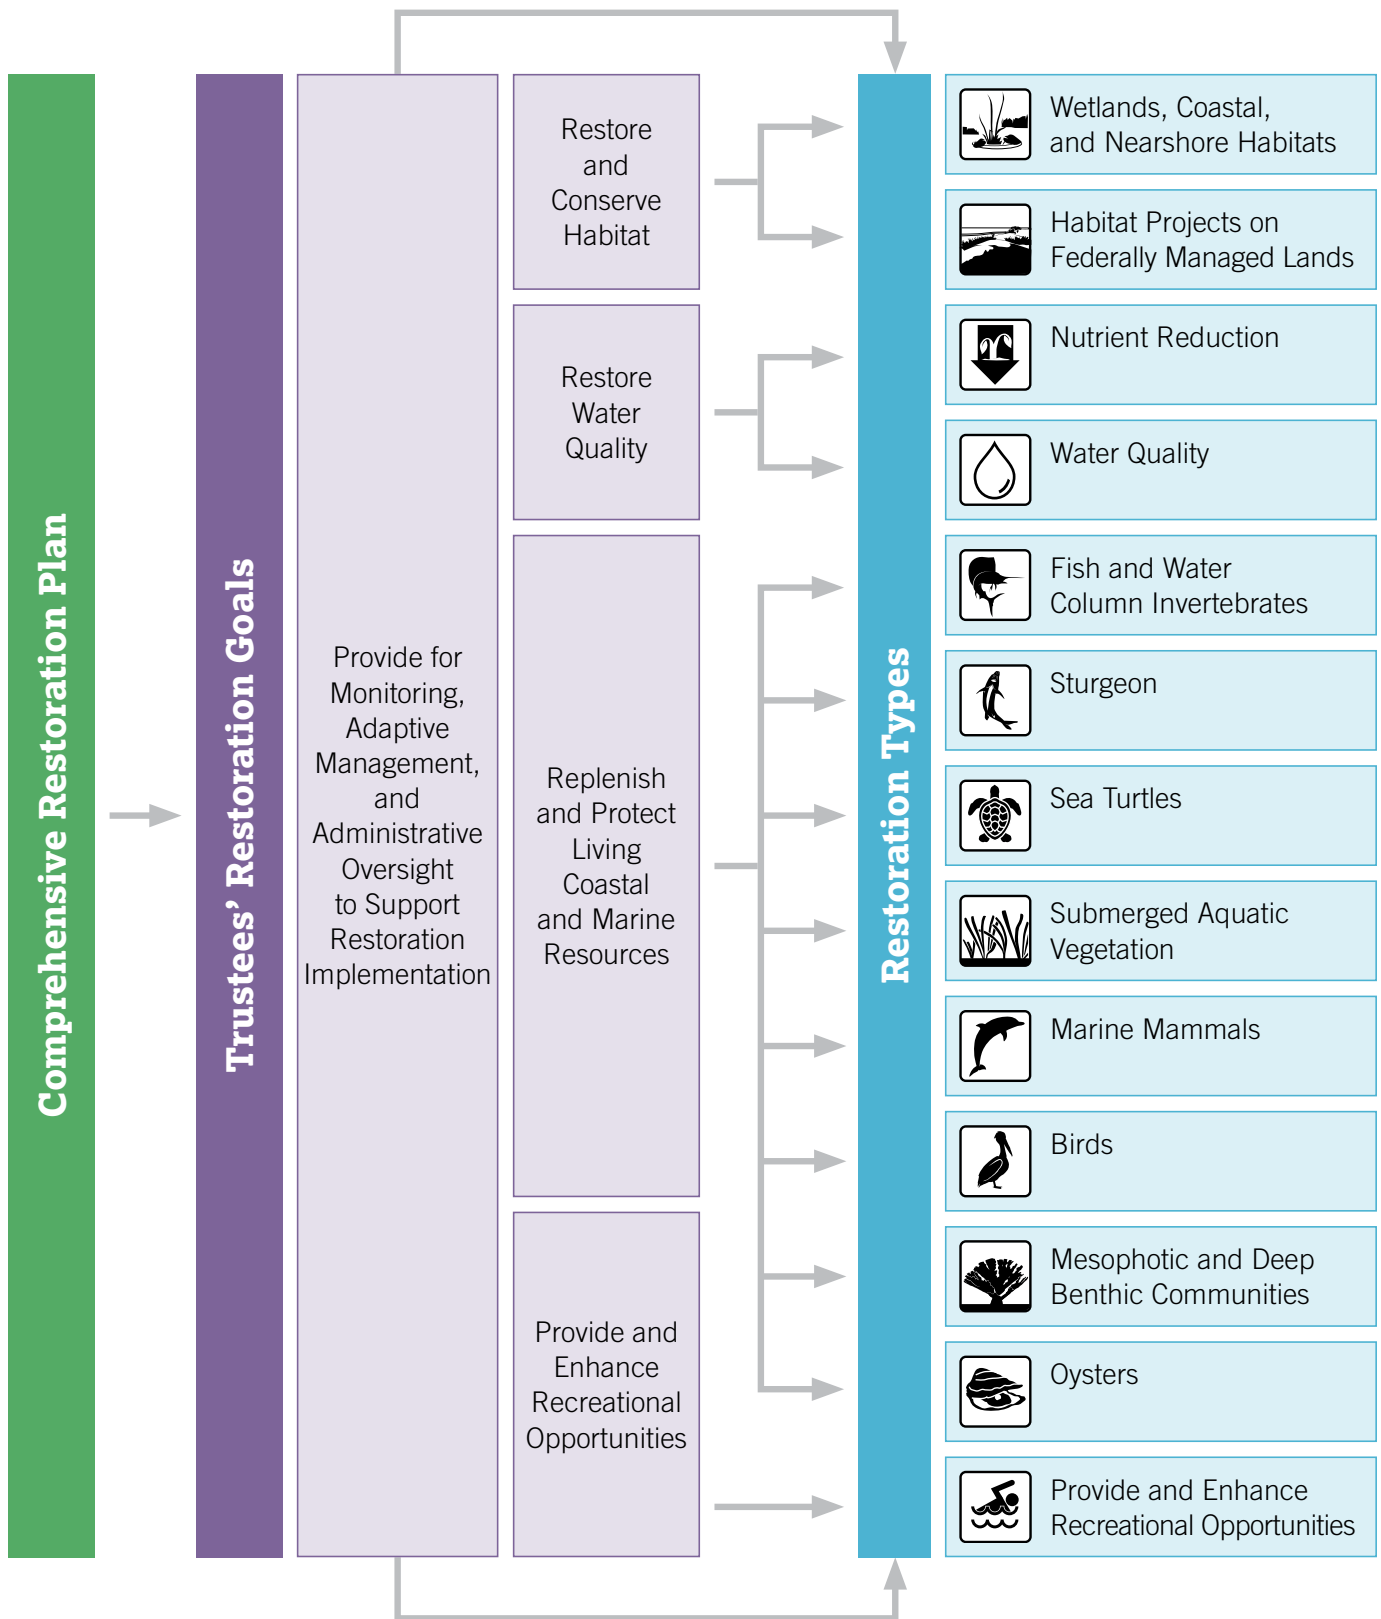 Comprehensive Restoration Plan
Trustees’ Restoration Goals
Provide for
Monitoring,
Adaptive
Management,
and
Administrative
Oversight
to Support
Restoration
Implementation
Restore
and
Conserve
Habitat
Restore
Water
Quality
Replenish
and Protect
Living
Coastal
and Marine
Resources
Provide and
Enhance
Recreational
Opportunities
Restoration Types
Wetlands, Coastal,
and Nearshore Habitats
Habitat Projects on
Federally Managed Lands
Nutrient Reduction
Water Quality
Fish and Water
Column Invertebrates
Sturgeon
Sea Turtles
Submerged Aquatic
Vegetation
Marine Mammals
Birds
Mesophotic and Deep
Benthic Communities
Oysters
Provide and Enhance
Recreational Opportunities